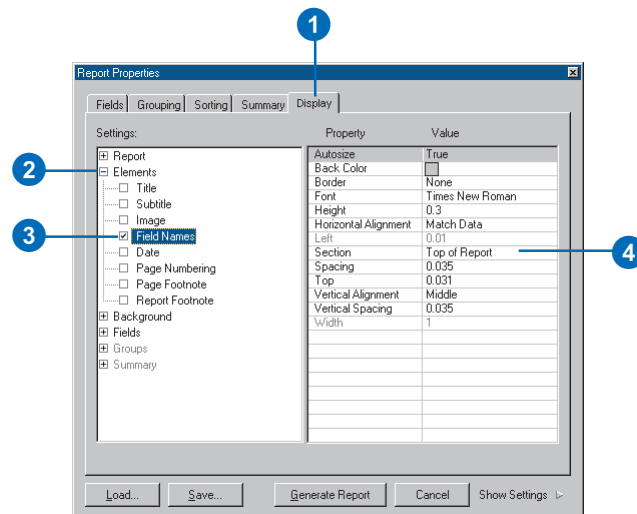 1
Report Properties
Fields Grouping Sorting Summary Display
Settings:
Property Value
2
3
4
Report
Elements
Title
Subtitle
Image
Field Names
Date
Page Numbering
Page Footnote
Report Footnote
Background
Fields
Groups
Summary
Autosize True
Back Color
Border None
Font Times New Roman
Height 0.3
Horizontal Alignment Match Data
Left 0.01
Section Top of Report
Spacing 0.035
Top 0.031
Vertical Alignment Middle
Vertical Spacing 0.035
Width 1
Load... Save... Generate Report Cancel Show Settings